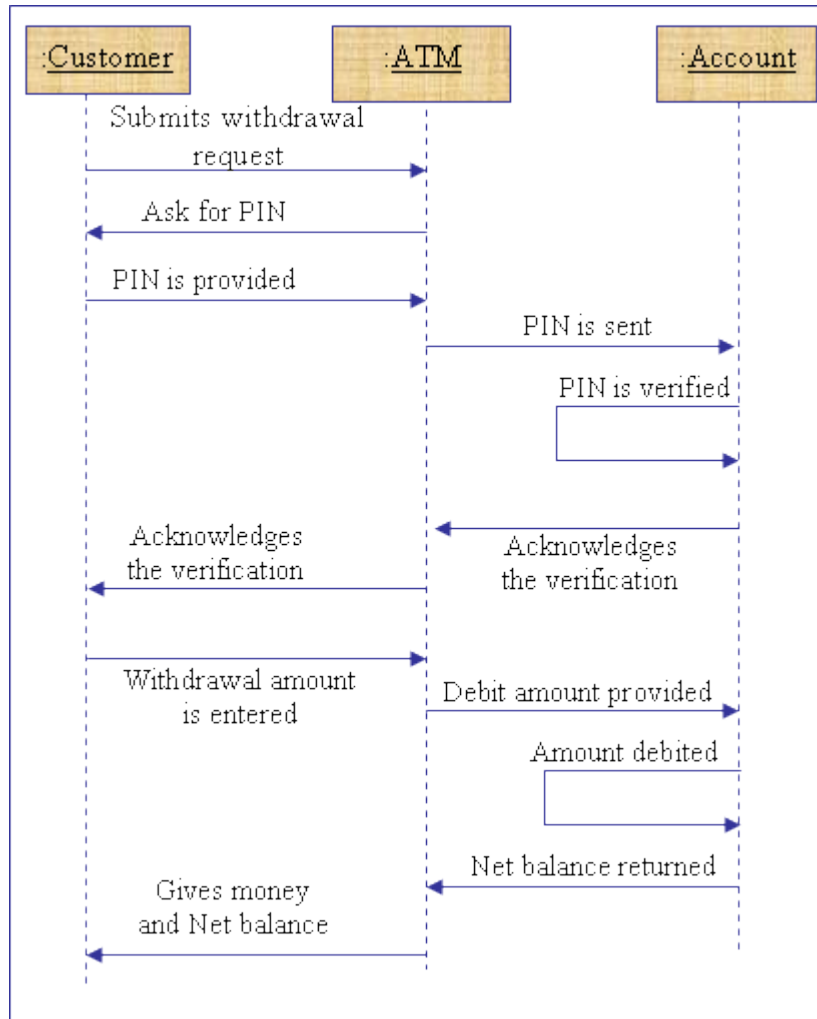 :Customer
:ATM
:Account
Submits withdrawal
request
Ask for PIN
PIN is provided
PIN is sent
PIN is verified
Acknowledges
the verification
Acknowledges
the verification
Withdrawal amount
is entered
Debit amount provided
Amount debited
Net balance returned
Gives money
and Net balance